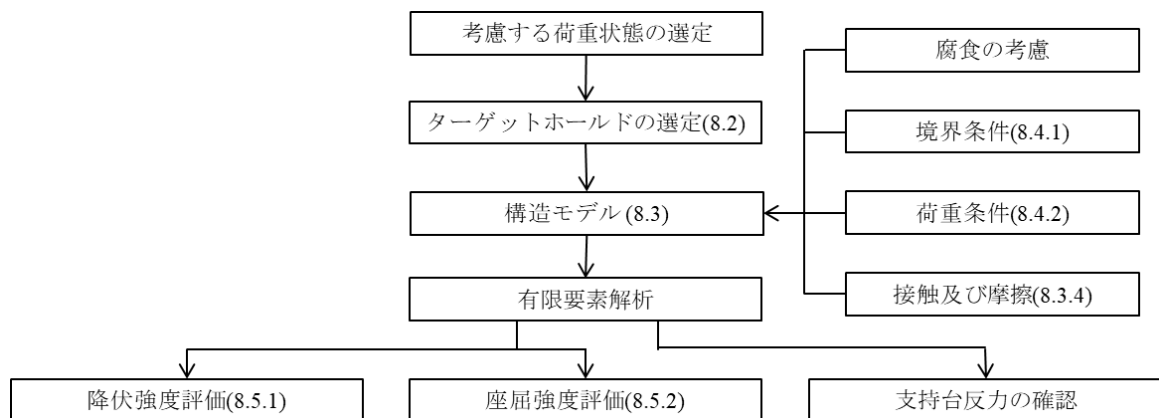 考慮する荷重状態の選定
ターゲットホールドの選定(8.2)
構造モデル(8.3)
有限要素解析
腐食の考慮
境界条件(8.4.1)
荷重条件(8.4.2)
接触及び摩擦(8.3.4)
降伏強度評価(8.5.1)
座屈強度評価(8.5.2)
支持台反力の確認